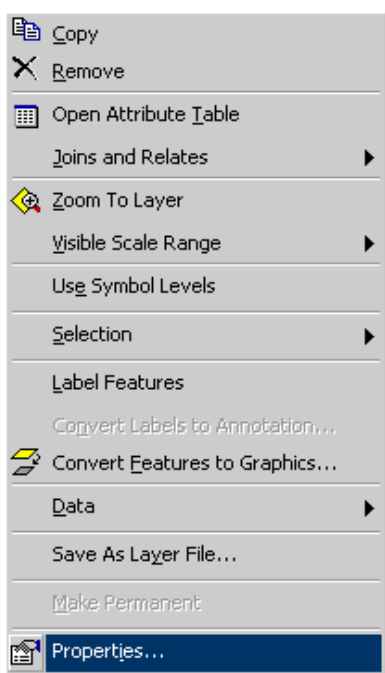 Copy
Remove
Open Attribute Table
Joins and Relates
Zoom To Layer
Visible Scale Range
Use Symbol Levels
Selection
Label Features
Convert Labels to Annotation...
Convert Features to Graphics...
Data
Save As Layer File...
Make Permanent
Properties...